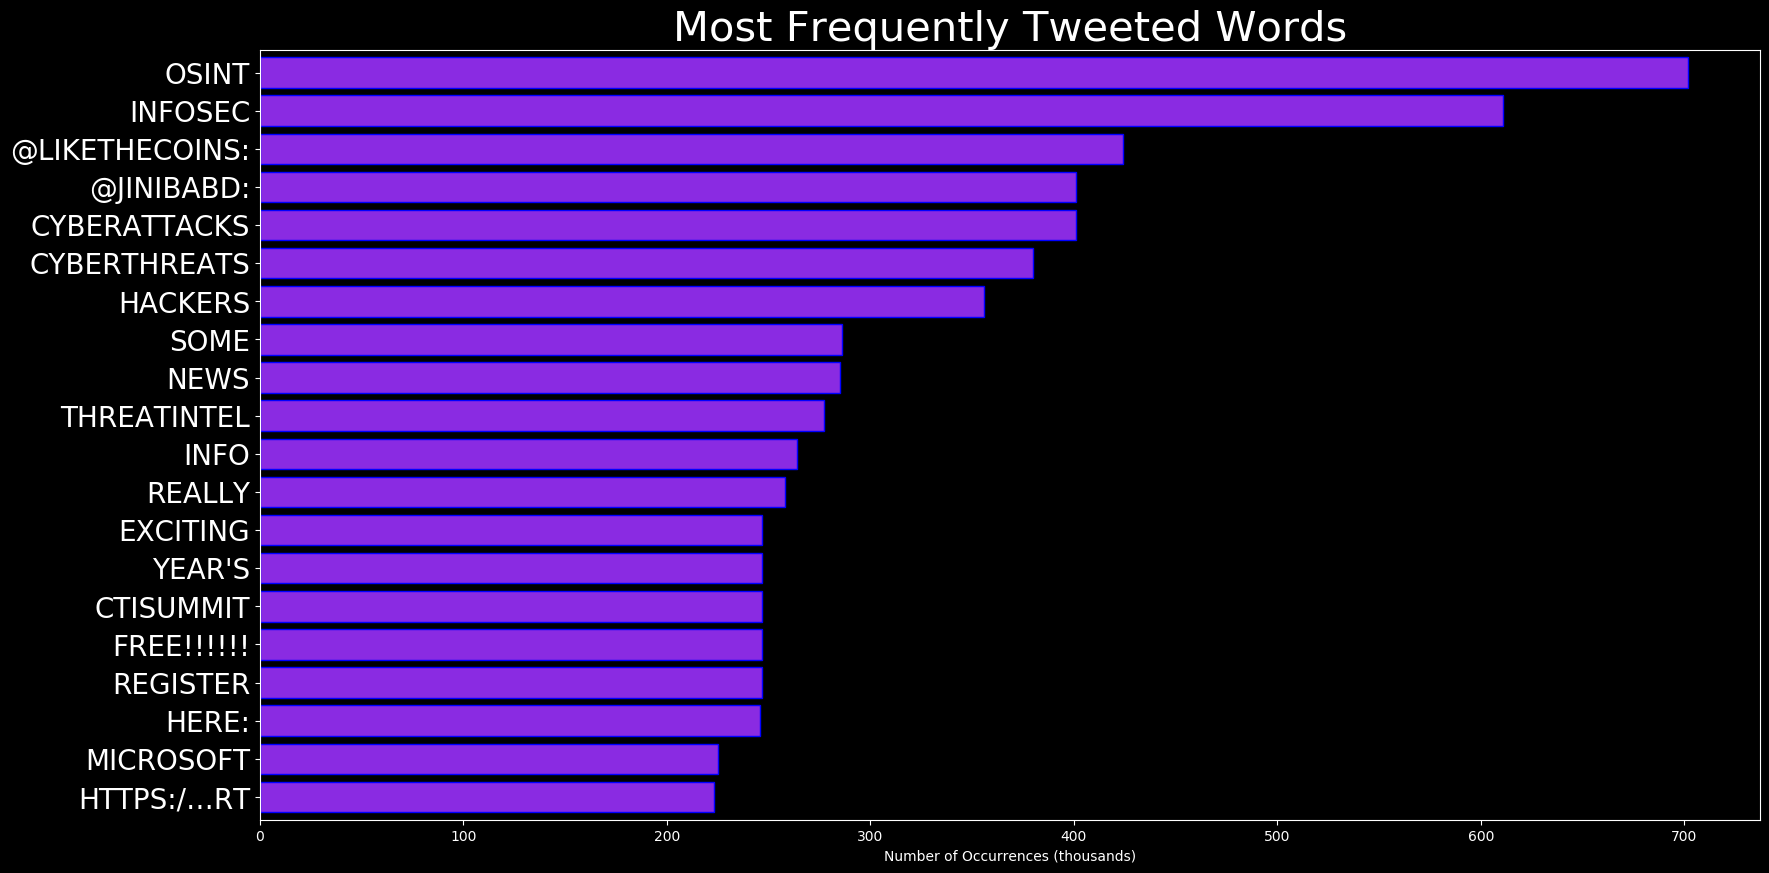 Most Frequently Tweeted Words
OSINT
INFOSEC
@LIKETHECOINS:
@JINIBABD:
CYBERATTACKS
CYBERTHREATS
HACKERS
SOME
NEWS
THREATINTEL
INFO
REALLY
EXCITING
YEAR'S
CTISUMMIT
FREE!!!!!!
REGISTER
HERE:
MICROSOFT
HTTPS:/…RT
0 100 200 300 400 500 600 700
Number of Occurrences (thousands)